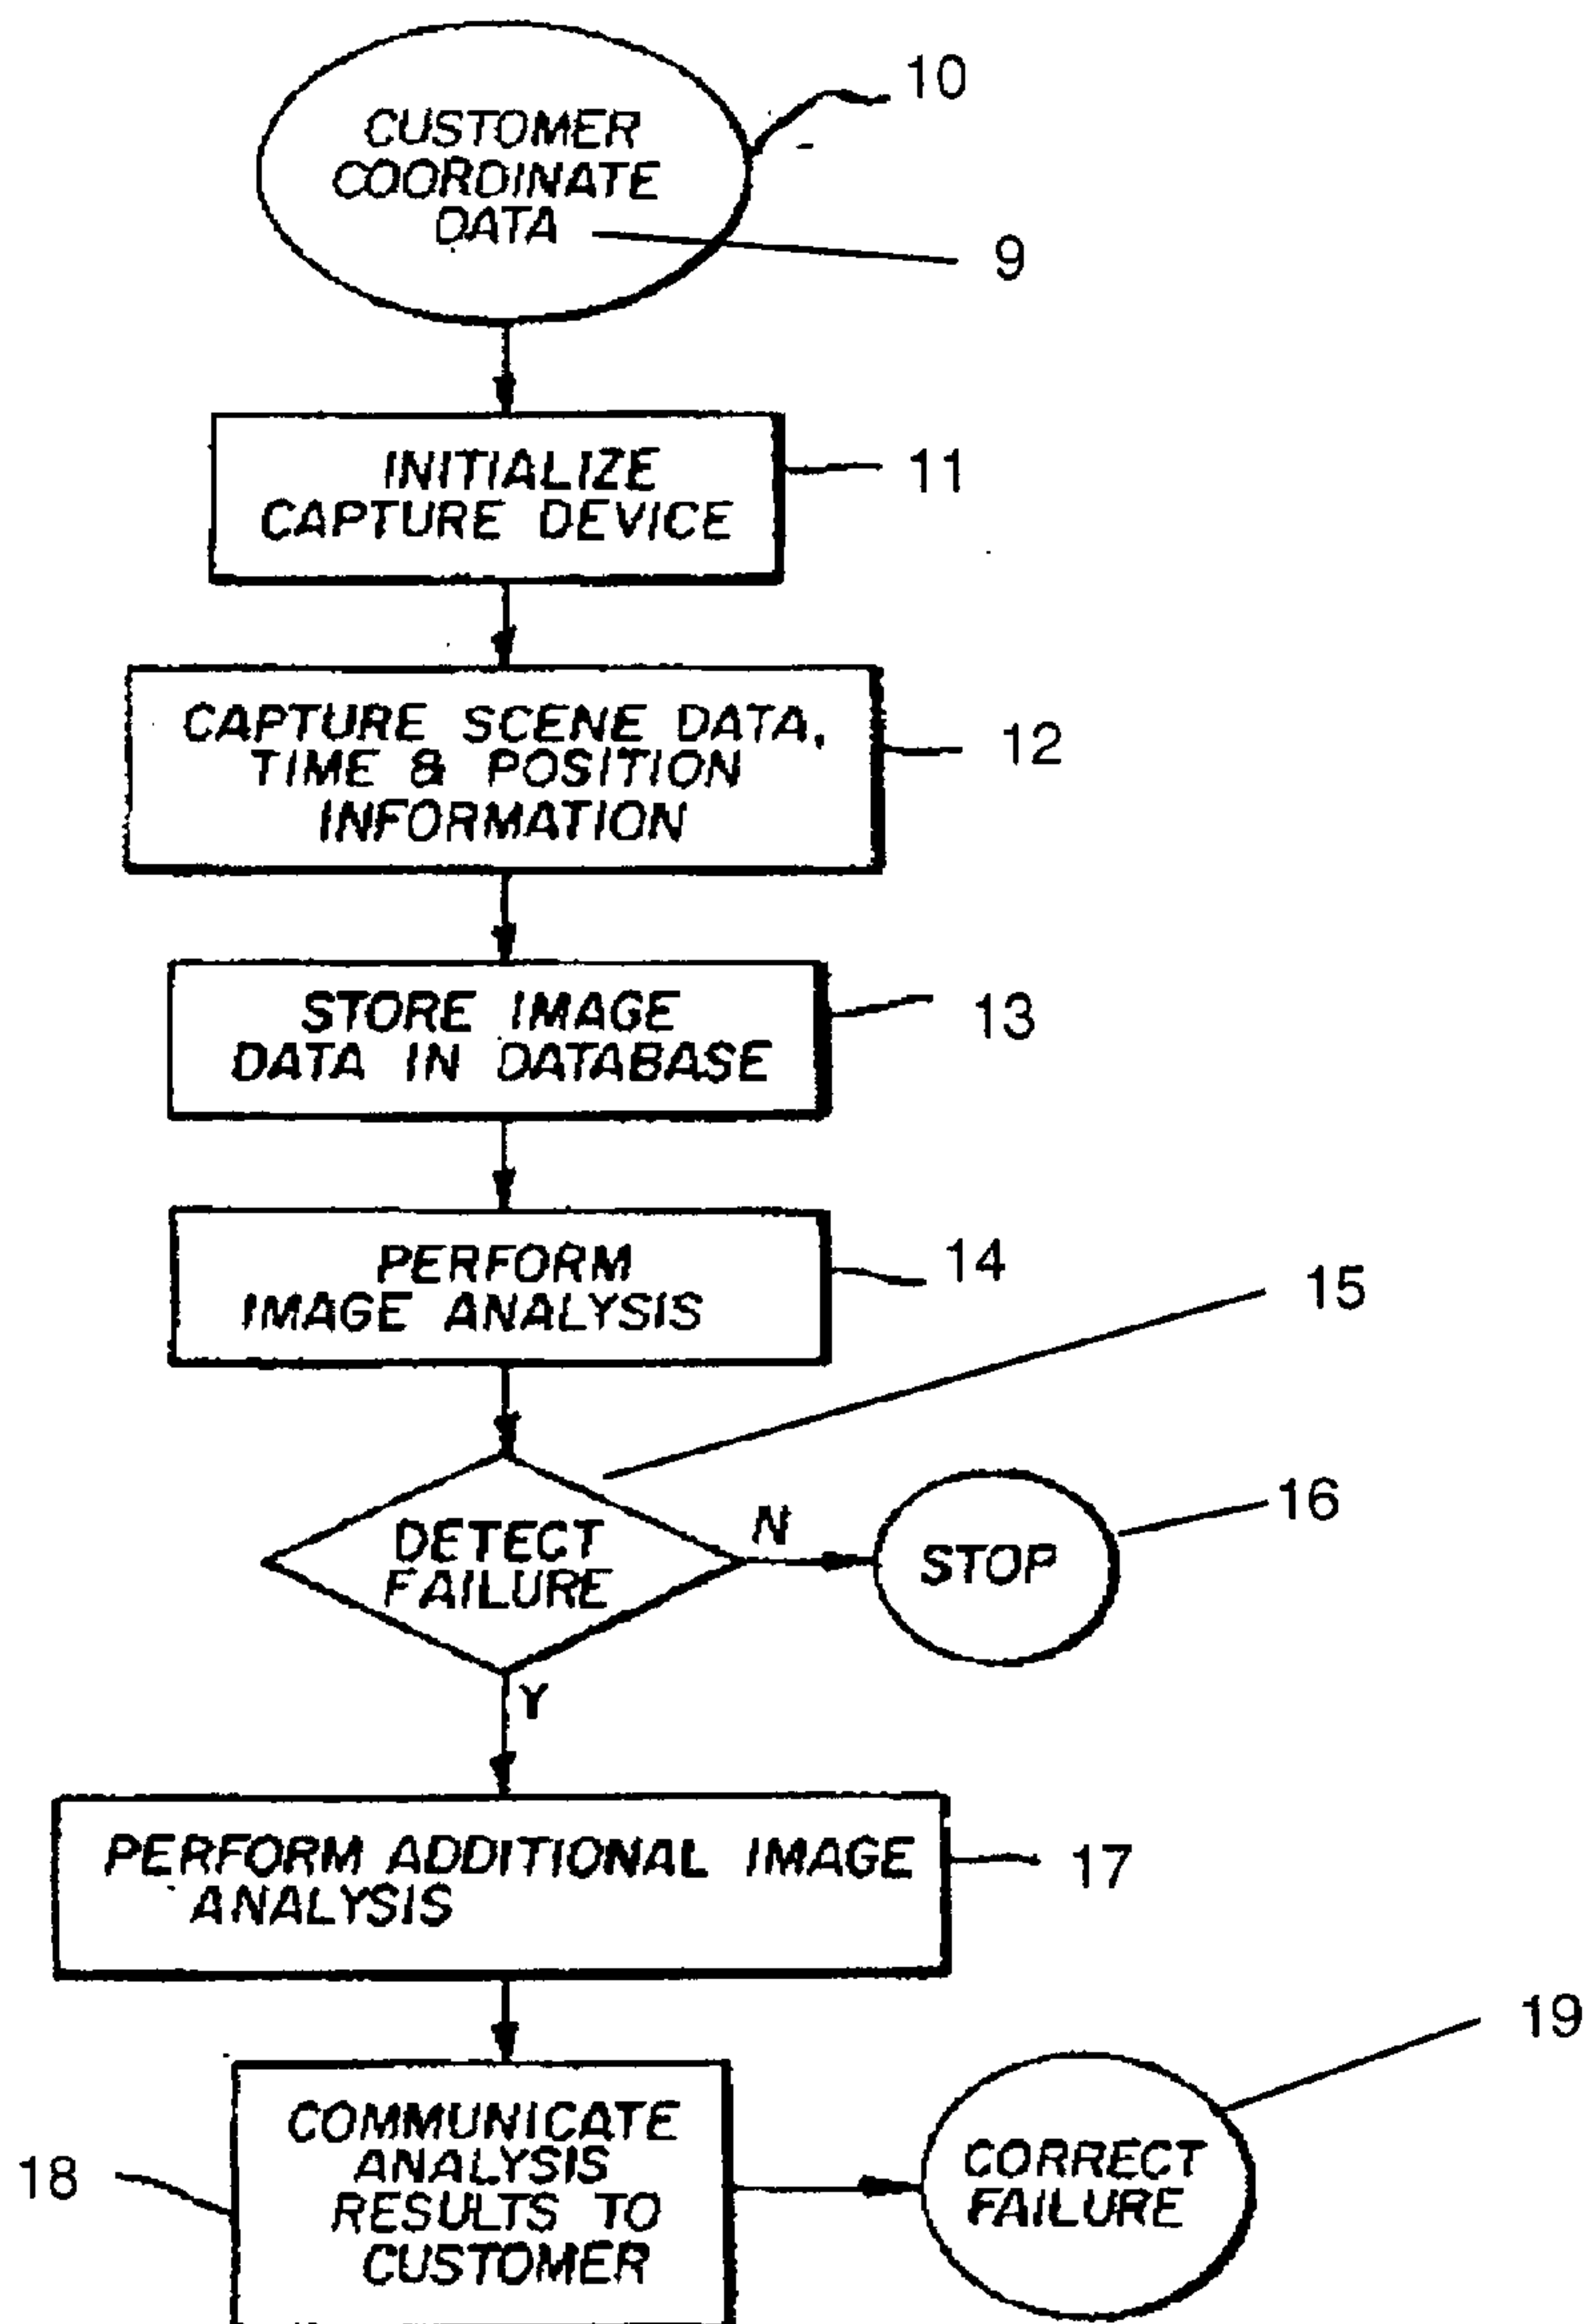 10
CUSTOMER
COORDINATE
DATA
9
INITIALIZE
CAPTURE DEVICE
11
CAPTURE SCENE DATA,
TIME & POSITION
INFORMATION
12
STORE IMAGE
DATA IN DATABASE
13
PERFORM
IMAGE ANALYSIS
14
15
DETECT
FAILURE
N
STOP
16
Y
PERFORM ADDITIONAL IMAGE
ANALYSIS
17
18
COMMUNICATE
ANALYSIS
RESULTS TO
CUSTOMER
CORRECT
FAILURE
19